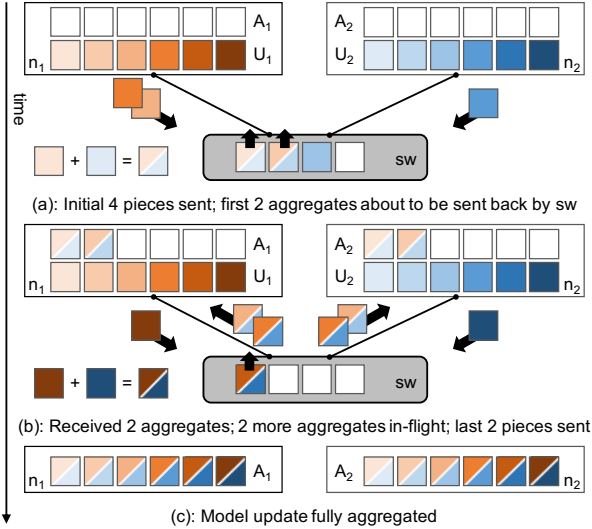 A1
A2
n1
U1
U2
n2
time
+ =
sw
(a): Initial 4 pieces sent; first 2 aggregates about to be sent back by sw
A1
A2
n1
U1
U2
n2
+ =
sw
(b): Received 2 aggregates; 2 more aggregates in-flight; last 2 pieces sent
n1
A1
A2
n2
(c): Model update fully aggregated